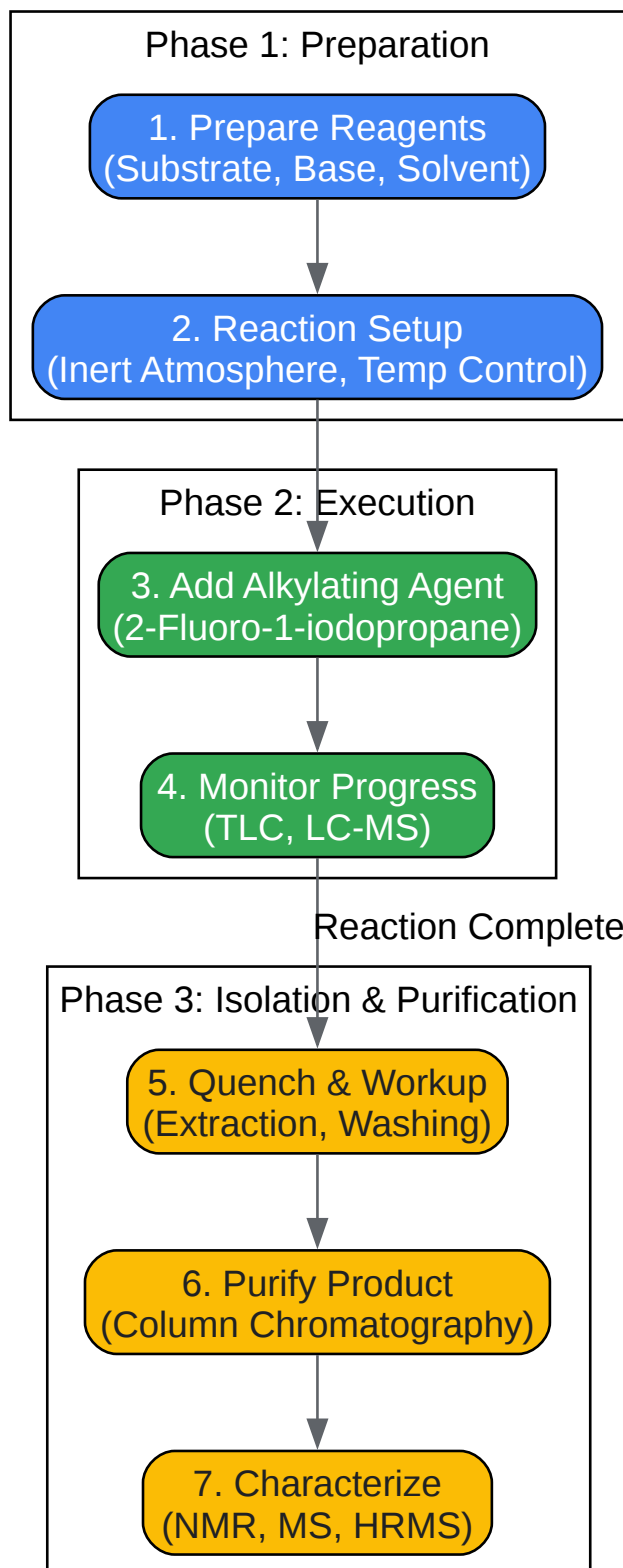 Phase 1: Preparation
1. Prepare Reagents
(Substrate, Base, Solvent)
2. Reaction Setup
(Inert Atmosphere, Temp Control)
Phase 2: Execution
3. Add Alkylating Agent
(2-Fluoro-1-iodopropane)
4. Monitor Progress
(TLC, LC-MS)
Reaction Complete
Phase 3: Isolation & Purification
5. Quench & Workup
(Extraction, Washing)
6. Purify Product
(Column Chromatography)
7. Characterize
(NMR, MS, HRMS)